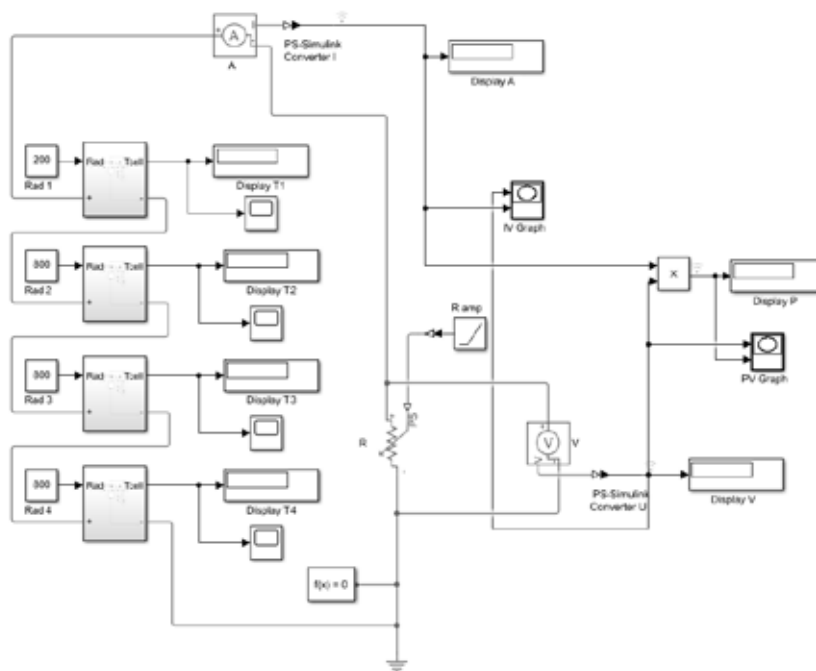 A
A
PS-Simulink
Converter I
Display A
200
Rad 1
Rad
Tcell
+
-
Display T1
IV Graph
800
Rad 2
Rad
Tcell
+
-
Display T2
×
Display P
R amp
800
Rad 3
Rad
Tcell
+
-
Display T3
PV Graph
R
PS
V
V
PS-Simulink
Converter U
Display V
800
Rad 4
Rad
Tcell
+
-
Display T4
f(x) = 0